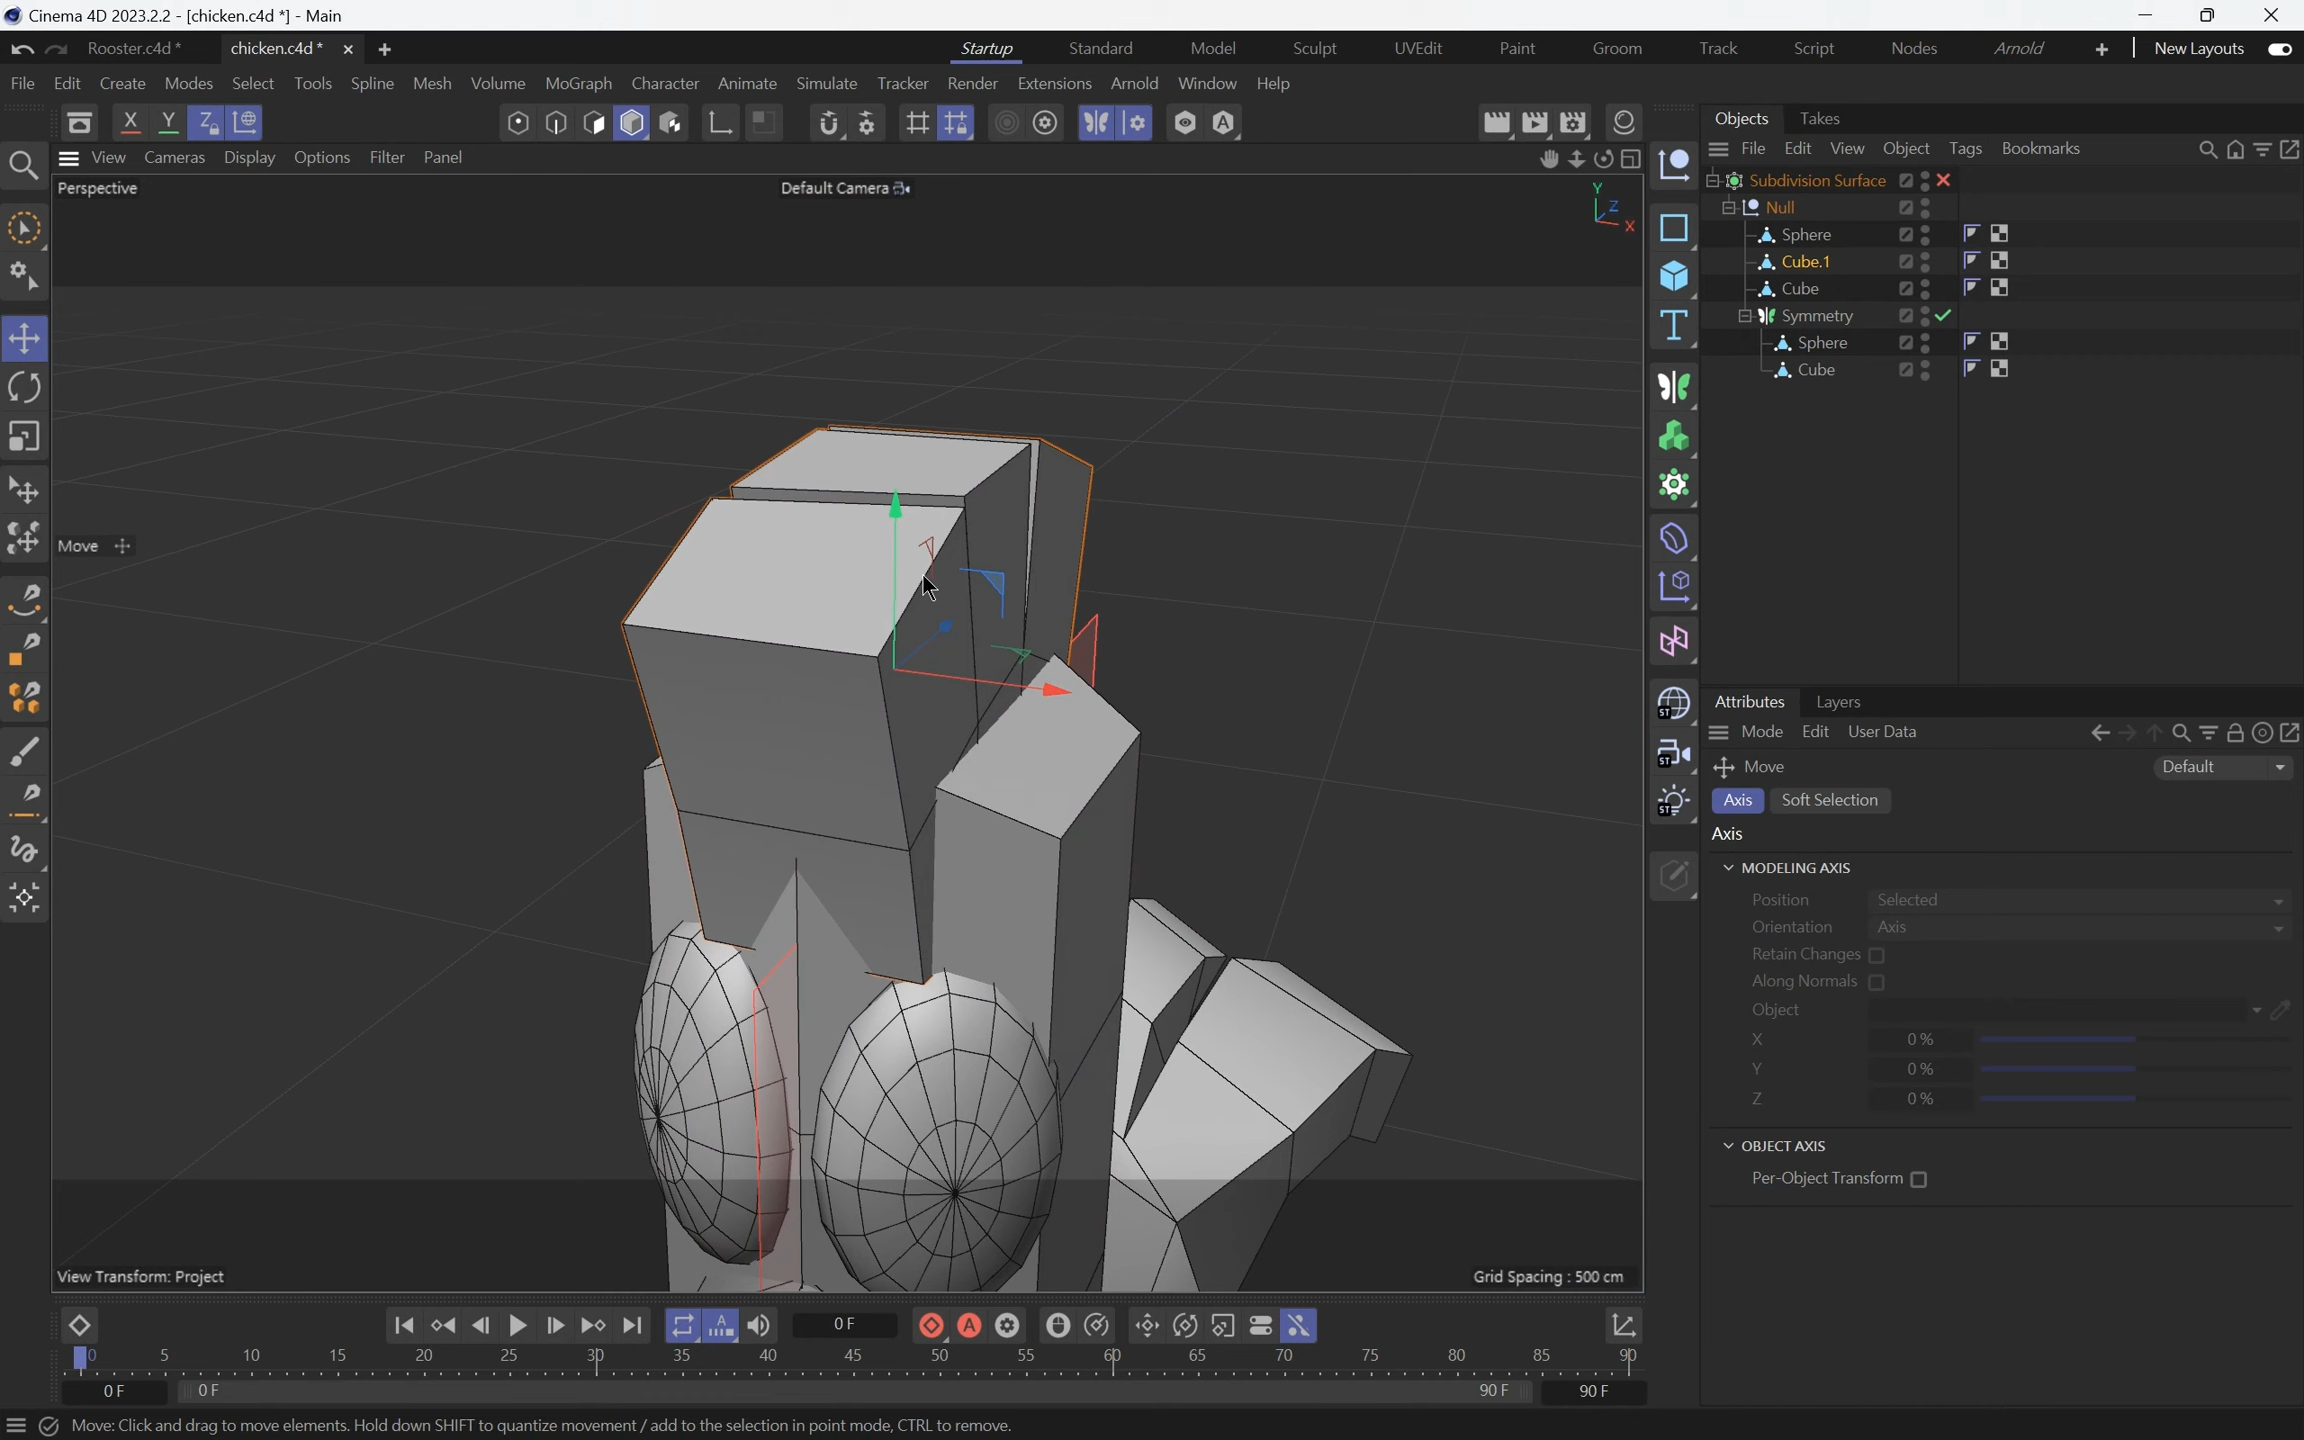 Cinema 4D 2023.2.2 - [chicken.c4d *] - Main
Rooster.c4d * chicken.c4d * Startup Standard Model Sculpt UVEdit Paint Groom Track Script Nodes Arnold New Layouts
File Edit Create Modes Select Tools Spline Mesh Volume MoGraph Character Animate Simulate Tracker Render Extensions Arnold Window Help
X Y Z A
View Cameras Display Options Filter Panel
Perspective
Default Camera
Y
Z
X
Move
View Transform: Project
Grid Spacing : 500 cm
T
ST
ST
ST
Objects Takes
File Edit View Object Tags Bookmarks
Subdivision Surface
Null
Sphere
Cube.1
Cube
Symmetry
Sphere
Cube
Attributes Layers
Mode Edit User Data
Move Default
Axis Soft Selection
Axis
MODELING AXIS
Position Selected
Orientation Axis
Retain Changes
Along Normals
Object
X 0 %
Y 0 %
Z 0 %
OBJECT AXIS
Per-Object Transform
A 0 F A
0 5 10 15 20 25 30 35 40 45 50 55 60 65 70 75 80 85 90
0 F 0 F 90 F 90 F
Move: Click and drag to move elements. Hold down SHIFT to quantize movement / add to the selection in point mode, CTRL to remove.